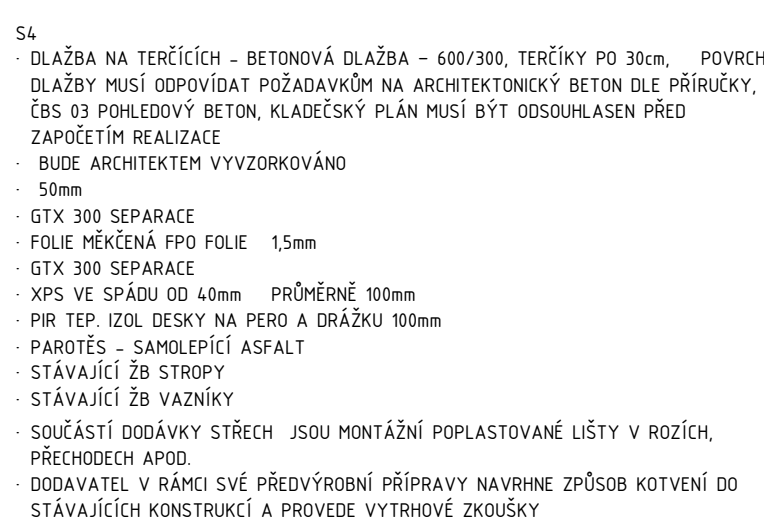 S4
· DLAŽBA NA TERČÍCÍCH - BETONOVÁ DLAŽBA – 600/300, TERČÍKY PO 30cm, POVRCH
DLAŽBY MUSÍ ODPOVÍDAT POŽADAVKŮM NA ARCHITEKTONICKÝ BETON DLE PŘÍRUČKY,
ČBS 03 POHLEDOVÝ BETON, KLADEČSKÝ PLÁN MUSÍ BÝT ODSOUHLASEN PŘED
ZAPOČETÍM REALIZACE
· BUDE ARCHITEKTEM VYVZORKOVÁNO
· 50mm
· GTX 300 SEPARACE
· FOLIE MĚKČENÁ FPO FOLIE 1,5mm
· GTX 300 SEPARACE
· XPS VE SPÁDU OD 40mm PRŮMĚRNĚ 100mm
· PIR TEP. IZOL DESKY NA PERO A DRÁŽKU 100mm
· PAROTĚS - SAMOLEPÍCÍ ASFALT
· STÁVAJÍCÍ ŽB STROPY
· STÁVAJÍCÍ ŽB VAZNÍKY
· SOUČÁSTÍ DODÁVKY STŘECH JSOU MONTÁŽNÍ POPLASTOVANÉ LIŠTY V ROZÍCH,
PŘECHODECH APOD.
· DODAVATEL V RÁMCI SVÉ PŘEDVÝROBNÍ PŘÍPRAVY NAVRHNE ZPŮSOB KOTVENÍ DO
STÁVAJÍCÍCH KONSTRUKCÍ A PROVEDE VYTRHOVÉ ZKOUŠKY